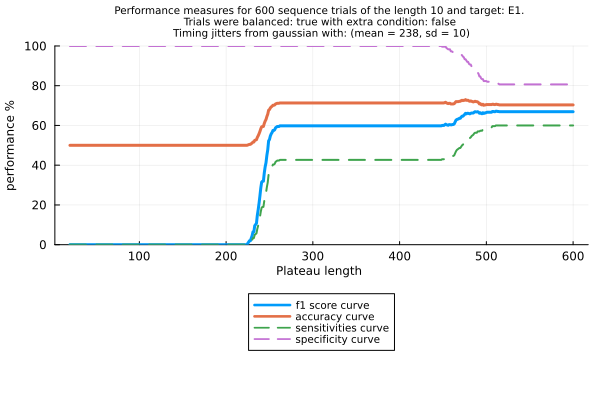 Performance measures for 600 sequence trials of the length 10 and target: E1.
Trials were balanced: true with extra condition: false
Timing jitters from gaussian with: (mean = 238, sd = 10)
performance %
100
80
60
40
20
0
100 200 300 400 500 600
Plateau length
f1 score curve
accuracy curve
sensitivities curve
specificity curve